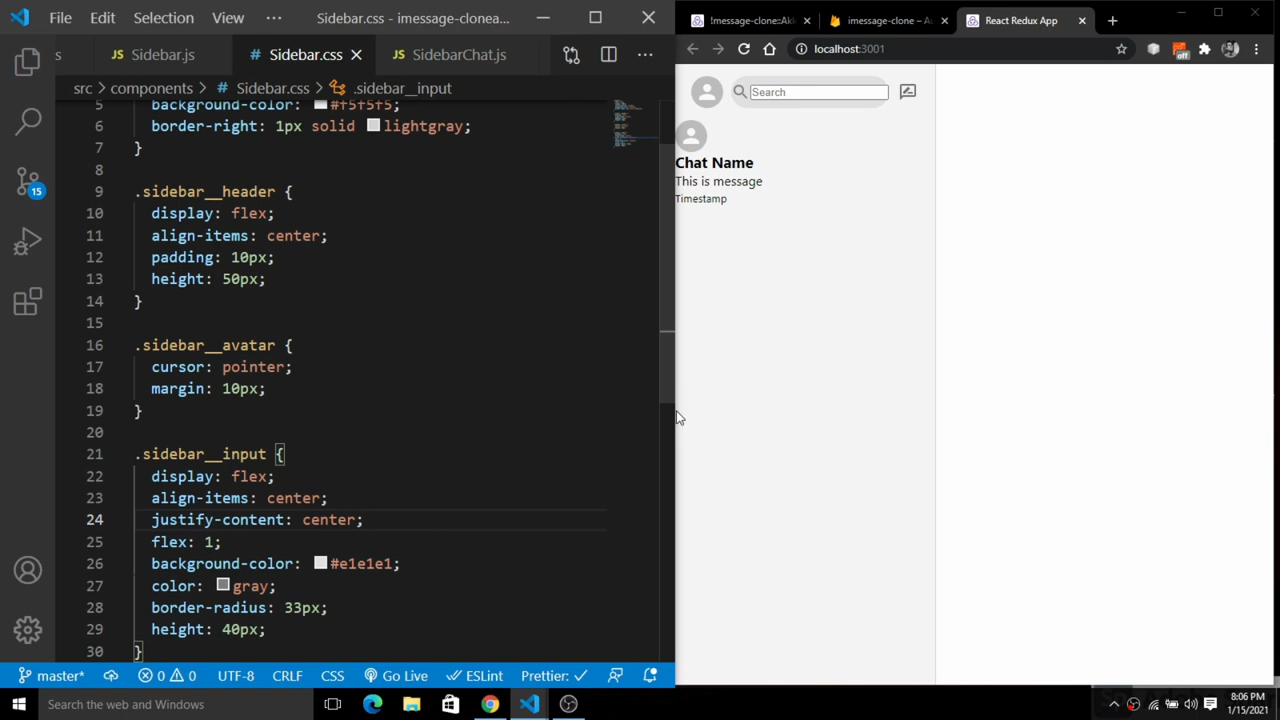 File Edit Selection View ··· Sidebar.css - imessage-clonea...
s JS Sidebar.js # Sidebar.css JS SidebarChat.js ···
src > components > # Sidebar.css > .sidebar__input
5 background-color: #f5f5f5;
6 border-right: 1px solid lightgray;
7 }
8
9 .sidebar__header {
10 display: flex;
11 align-items: center;
12 padding: 10px;
13 height: 50px;
14 }
15
16 .sidebar__avatar {
17 cursor: pointer;
18 margin: 10px;
19 }
20
21 .sidebar__input {
22 display: flex;
23 align-items: center;
24 justify-content: center;
25 flex: 1;
26 background-color: #e1e1e1;
27 color: gray;
28 border-radius: 33px;
29 height: 40px;
30 }
15
master* 0 0 UTF-8 CRLF CSS Go Live ESLint Prettier: ✓
!message-clone::Ak imessage-clone – Au React Redux App
localhost:3001
off
Search
Chat Name
This is message
Timestamp
Search the web and Windows
8:06 PM
1/15/2021